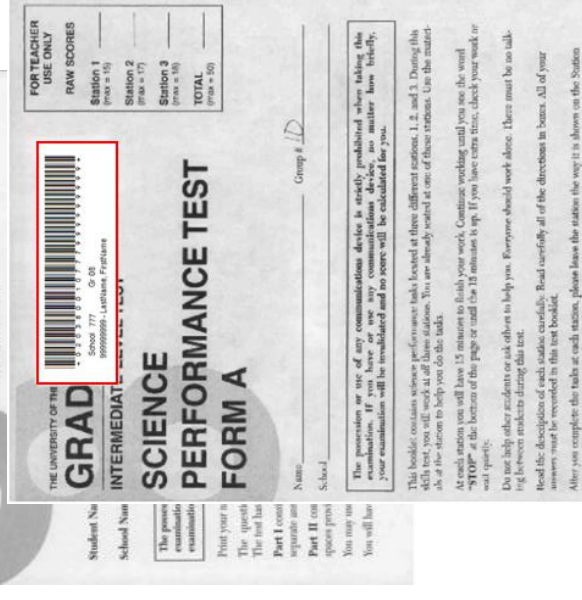 THE UNIVERSITY OF THE
GRAD
INTERMEDIATE-LEVEL TEST
SCIENCE
PERFORMANCE TEST
FORM A
School 777 Gr 08
999999999 - LastName, FirstName
FOR TEACHER
USE ONLY
RAW SCORES
Station 1
(max = 15)
Station 2
(max = 17)
Station 3
(max = 18)
TOTAL
(max = 50)
Name Group # 1D
School
The possession or use of any communications device is strictly prohibited when taking this
examination. If you have or use any communications device, no matter how briefly,
your examination will be invalidated and no score will be calculated for you.
This booklet contains science performance tasks located at three different stations, 1, 2, and 3. During this
skills test, you will work at all three stations. You are already seated at one of these stations. Use the materi-
als at the station to help you do the tasks.
At each station you will have 15 minutes to finish your work. Continue working until you see the word
"STOP" at the bottom of the page or until the 15 minutes is up. If you have extra time, check your work or
wait quietly.
Do not help other students or ask others to help you. Everyone should work alone. There must be no talk-
ing between students during this test.
Read the description of each station carefully. Read carefully all of the directions in boxes. All of your
answers must be recorded in this test booklet.
After you complete the tasks at each station, please leave the station the way it is shown on the Station
Student Na
School Nam
The posses
examinatio
examinatio
Print your n
The questi
The test has
Part I consi
separate ans
Part II con
spaces provi
You may us
You will hav